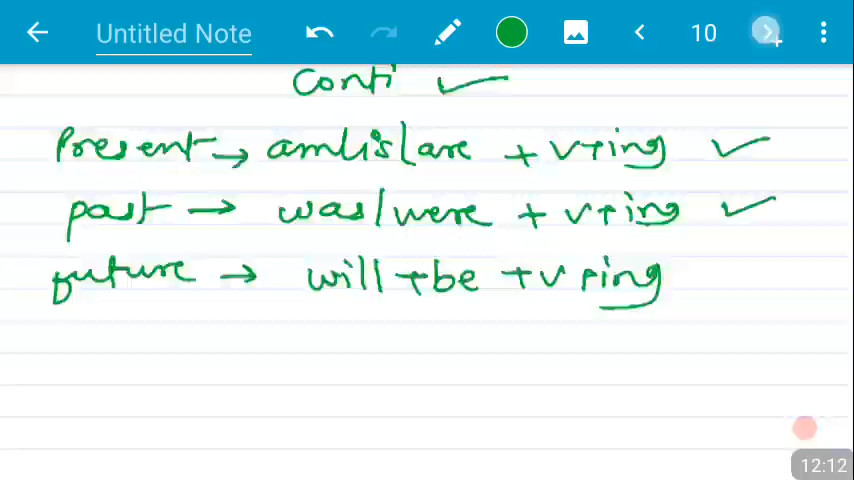 Untitled Note
10
Conti ✓
Present → am/is/are + v+ing ✓
past → was/were + v+ing ✓
future → will+be +v+ing
12:12